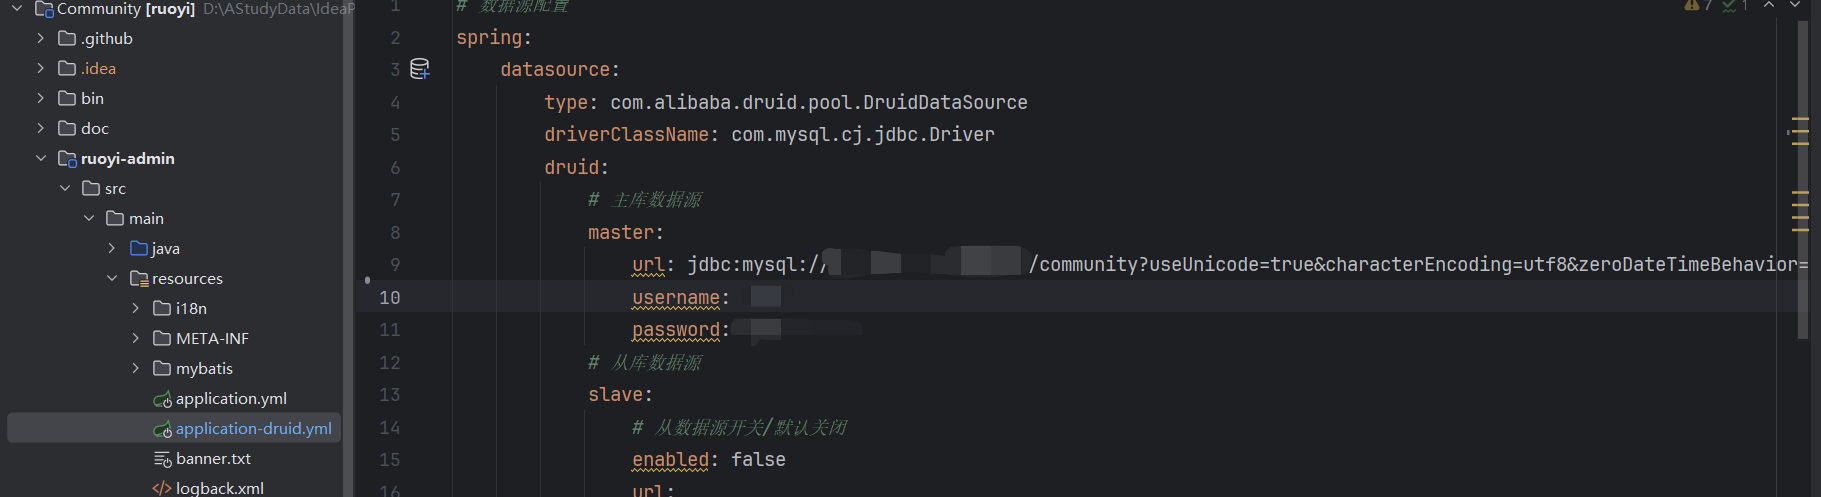 Community [ruoyi] D:\AStudyData\IdeaP
.github
.idea
bin
doc
ruoyi-admin
src
main
java
resources
i18n
META-INF
mybatis
application.yml
application-druid.yml
banner.txt
logback.xml
7 1
1 # 数据源配置
2 spring:
3 datasource:
4 type: com.alibaba.druid.pool.DruidDataSource
5 driverClassName: com.mysql.cj.jdbc.Driver
6 druid:
7 # 主库数据源
8 master:
9 url: jdbc:mysql:// /community?useUnicode=true&characterEncoding=utf8&zeroDateTimeBehavior=
10 username:
11 password:
12 # 从库数据源
13 slave:
14 # 从数据源开关/默认关闭
15 enabled: false
16 url: